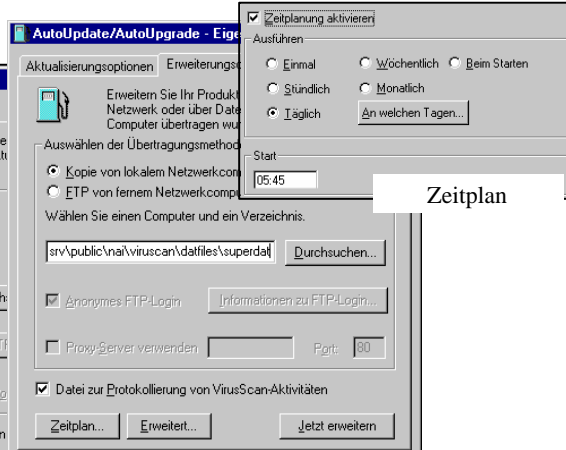 AutoUpdate/AutoUpgrade - Eige
Aktualisierungsoptionen
Erweiterungso
Erweitern Sie Ihr Produkt
Netzwerk oder über Date
Computer übertragen wur
Auswählen der Übertragungsmethod
Kopie von lokalem Netzwerkcom
FTP von fernem Netzwerkcompu
Wählen Sie einen Computer und ein Verzeichnis.
srv\public\nai\viruscan\datfiles\superdat
Durchsuchen...
Anonymes FTP-Login
Informationen zu FTP-Login...
Proxy-Server verwenden
Port:
80
Datei zur Protokollierung von VirusScan-Aktivitäten
Zeitplan...
Erweitert...
Jetzt erweitern
Zeitplanung aktivieren
Ausführen
Einmal
Wöchentlich
Beim Starten
Stündlich
Monatlich
Täglich
An welchen Tagen...
Start
05:45
Zeitplan